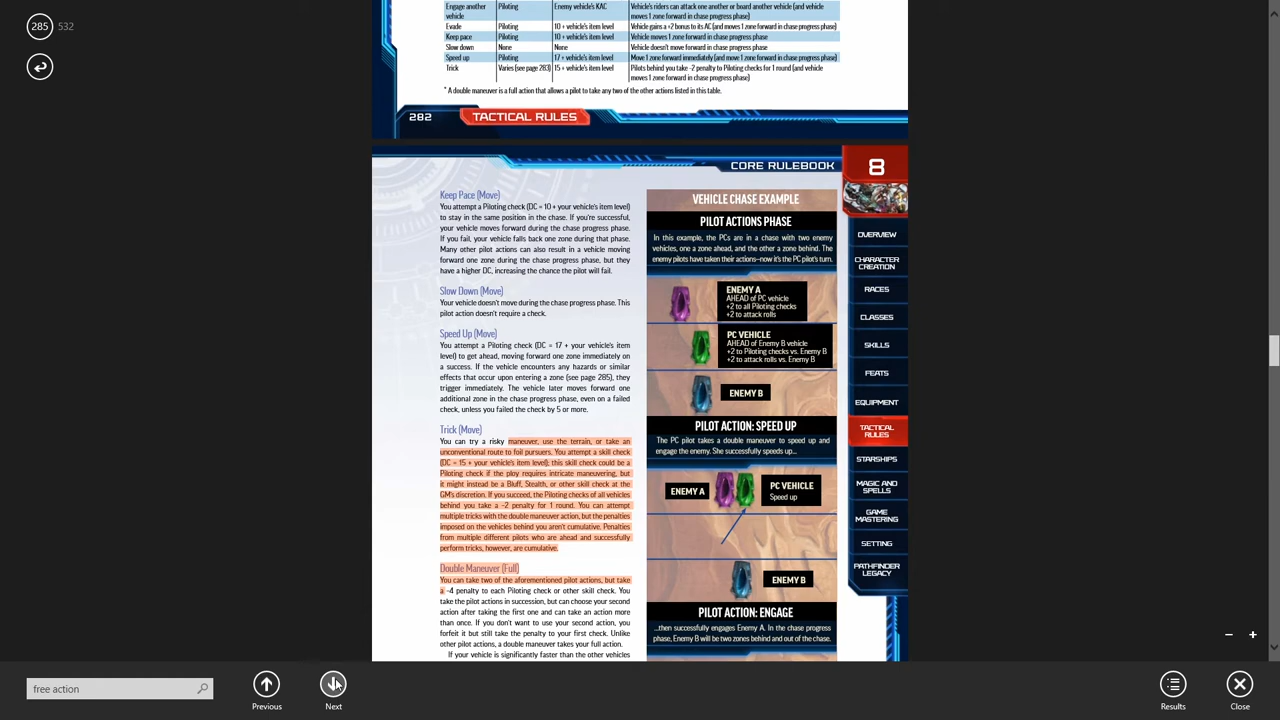 285 532
Engage another Piloting Enemy vehicle's KAC Vehicle's riders can attack one another or board another vehicle (and vehicle
vehicle moves 1 zone forward in chase progress phase)
Evade Piloting 10 + vehicle's item level Vehicle gains a +2 bonus to its AC (and moves 1 zone forward in chase progress phase)
Keep pace Piloting 10 + vehicle's item level Vehicle moves 1 zone forward in chase progress phase
Slow down None None Vehicle doesn't move forward in chase progress phase
Speed up Piloting 17 + vehicle's item level Move 1 zone forward immediately (and move 1 zone forward in chase progress phase)
Trick Varies (see page 283) 15 + vehicle's item level Pilots behind you take -2 penalty to Piloting checks for 1 round (and vehicle
moves 1 zone forward in chase progress phase)
* A double maneuver is a full action that allows a pilot to take any two of the other actions listed in this table.
282 TACTICAL RULES
CORE RULEBOOK
8
Keep Pace (Move)
You attempt a Piloting check (DC = 10 + your vehicle's item level)
to stay in the same position in the chase. If you're successful,
your vehicle moves forward during the chase progress phase.
If you fail, your vehicle falls back one zone during that phase.
Many other pilot actions can also result in a vehicle moving
forward one zone during the chase progress phase, but they
have a higher DC, increasing the chance the pilot will fail.
Slow Down (Move)
Your vehicle doesn't move during the chase progress phase. This
pilot action doesn't require a check.
Speed Up (Move)
You attempt a Piloting check (DC = 17 + your vehicle's item
level) to get ahead, moving forward one zone immediately on
a success. If the vehicle encounters any hazards or similar
effects that occur upon entering a zone (see page 285), they
trigger immediately. The vehicle later moves forward one
additional zone in the chase progress phase, even on a failed
check, unless you failed the check by 5 or more.
Trick (Move)
You can try a risky maneuver, use the terrain, or take an
unconventional route to foil pursuers. You attempt a skill check
(DC = 15 + your vehicle's item level); this skill check could be a
Piloting check if the ploy requires intricate maneuvering, but
it might instead be a Bluff, Stealth, or other skill check at the
GM's discretion. If you succeed, the Piloting checks of all vehicles
behind you take a –2 penalty for 1 round. You can attempt
multiple tricks with the double maneuver action, but the penalties
imposed on the vehicles behind you aren't cumulative. Penalties
from multiple different pilots who are ahead and successfully
perform tricks, however, are cumulative.
Double Maneuver (Full)
You can take two of the aforementioned pilot actions, but take
a –4 penalty to each Piloting check or other skill check. You
take the pilot actions in succession, but can choose your second
action after taking the first one and can take an action more
than once. If you don't want to use your second action, you
forfeit it but still take the penalty to your first check. Unlike
other pilot actions, a double maneuver takes your full action.
If your vehicle is significantly faster than the other vehicles
VEHICLE CHASE EXAMPLE
PILOT ACTIONS PHASE
In this example, the PCs are in a chase with two enemy
vehicles, one a zone ahead, and the other a zone behind. The
enemy pilots have taken their actions—now it's the PC pilot's turn.
ENEMY A
AHEAD of PC vehicle
+2 to all Piloting checks
+2 to attack rolls
PC VEHICLE
AHEAD of Enemy B vehicle
+2 to Piloting checks vs. Enemy B
+2 to attack rolls vs. Enemy B
ENEMY B
PILOT ACTION: SPEED UP
The PC pilot takes a double maneuver to speed up and
engage the enemy. She successfully speeds up...
ENEMY A
PC VEHICLE
Speed up
ENEMY B
PILOT ACTION: ENGAGE
...then successfully engages Enemy A. In the chase progress
phase, Enemy B will be two zones behind and out of the chase.
OVERVIEW
CHARACTER
CREATION
RACES
CLASSES
SKILLS
FEATS
EQUIPMENT
TACTICAL
RULES
STARSHIPS
MAGIC AND
SPELLS
GAME
MASTERING
SETTING
PATHFINDER
LEGACY
free action
Previous
Next
Results
Close